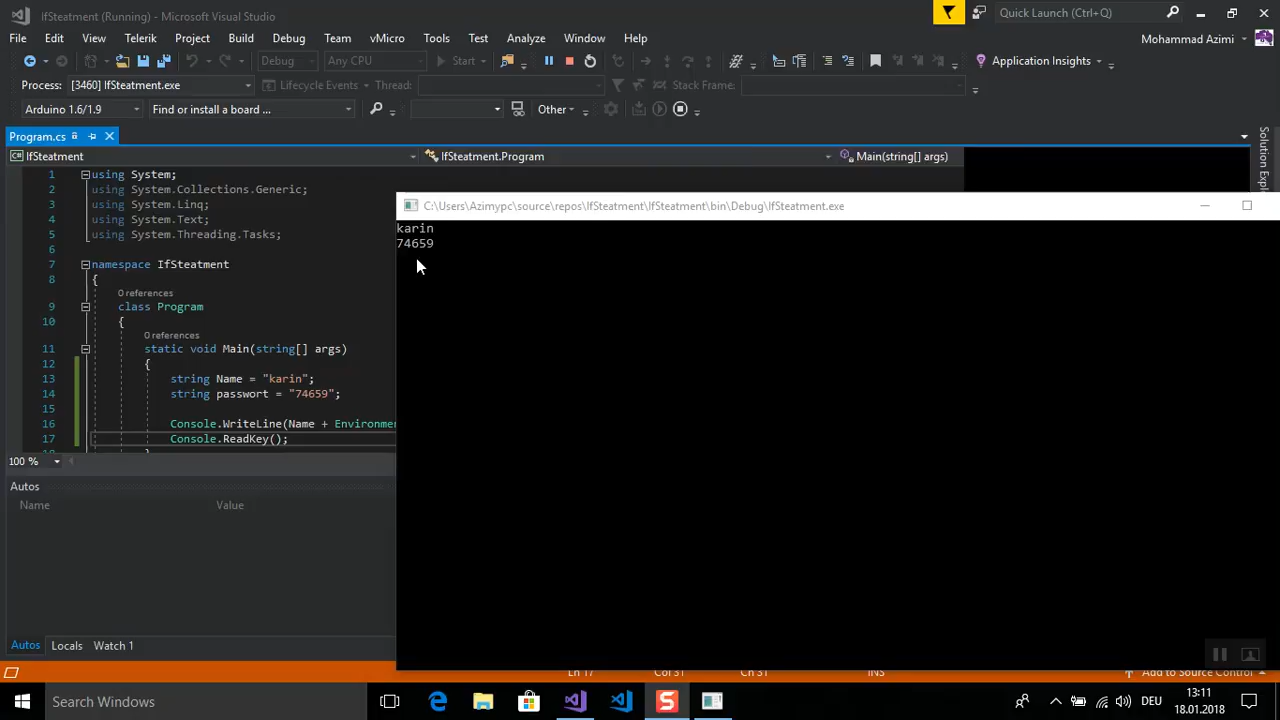 IfSteatment (Running) - Microsoft Visual Studio
Quick Launch (Ctrl+Q)
File Edit View Telerik Project Build Debug Team vMicro Tools Test Analyze Window Help
Mohammad Azimi
Debug Any CPU Start Application Insights
Process: [3460] IfSteatment.exe Lifecycle Events Thread: Stack Frame:
Arduino 1.6/1.9 Find or install a board ... Other
Program.cs
IfSteatment IfSteatment.Program Main(string[] args)
Solution Expl
1 using System;
2 using System.Collections.Generic;
3 using System.Linq;
4 using System.Text;
5 using System.Threading.Tasks;
6
7 namespace IfSteatment
8 {
0 references
9 class Program
10 {
0 references
11 static void Main(string[] args)
12 {
13 string Name = "karin";
14 string passwort = "74659";
15
16 Console.WriteLine(Name + Environmen
17 Console.ReadKey();
18 }
100 %
C:\Users\Azimypc\source\repos\IfSteatment\IfSteatment\bin\Debug\IfSteatment.exe
karin
74659
Autos
Name Value
Autos Locals Watch 1
Ln 17 Col 31 Ch 31 INS Add to Source Control
Search Windows
DEU
13:11
18.01.2018